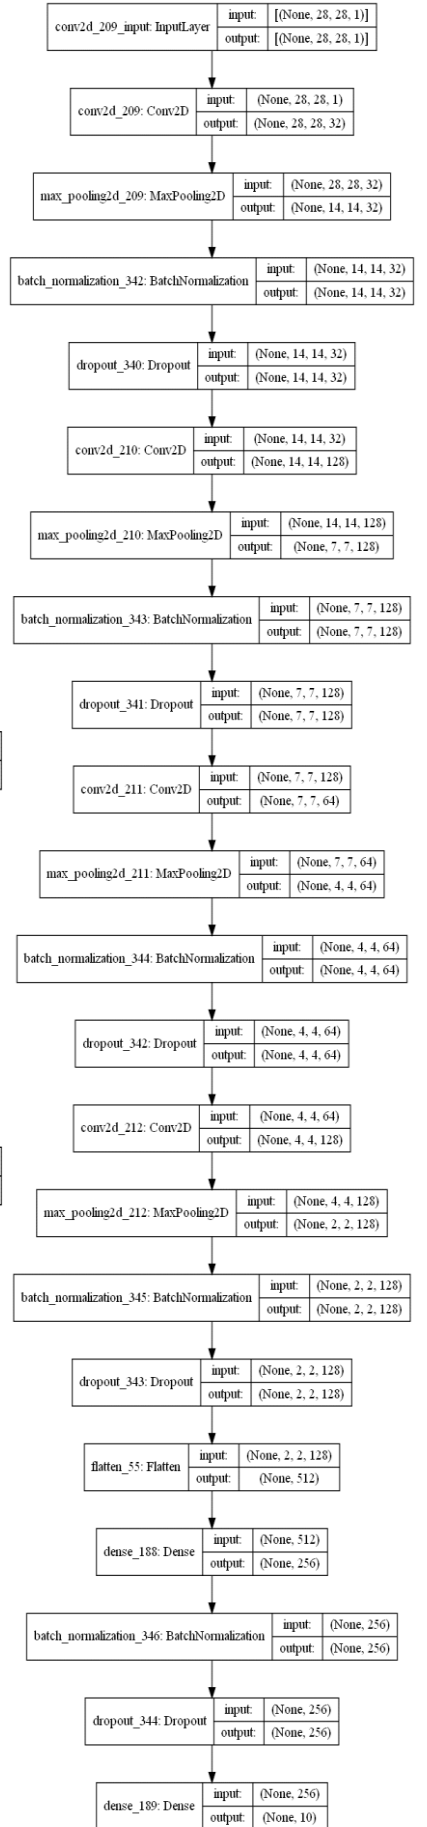 conv2d_209_input: InputLayer input: [(None, 28, 28, 1)]
output: [(None, 28, 28, 1)]
conv2d_209: Conv2D input: (None, 28, 28, 1)
output: (None, 28, 28, 32)
max_pooling2d_209: MaxPooling2D input: (None, 28, 28, 32)
output: (None, 14, 14, 32)
batch_normalization_342: BatchNormalization input: (None, 14, 14, 32)
output: (None, 14, 14, 32)
dropout_340: Dropout input: (None, 14, 14, 32)
output: (None, 14, 14, 32)
conv2d_210: Conv2D input: (None, 14, 14, 32)
output: (None, 14, 14, 128)
max_pooling2d_210: MaxPooling2D input: (None, 14, 14, 128)
output: (None, 7, 7, 128)
batch_normalization_343: BatchNormalization input: (None, 7, 7, 128)
output: (None, 7, 7, 128)
dropout_341: Dropout input: (None, 7, 7, 128)
output: (None, 7, 7, 128)
conv2d_211: Conv2D input: (None, 7, 7, 128)
output: (None, 7, 7, 64)
max_pooling2d_211: MaxPooling2D input: (None, 7, 7, 64)
output: (None, 4, 4, 64)
batch_normalization_344: BatchNormalization input: (None, 4, 4, 64)
output: (None, 4, 4, 64)
dropout_342: Dropout input: (None, 4, 4, 64)
output: (None, 4, 4, 64)
conv2d_212: Conv2D input: (None, 4, 4, 64)
output: (None, 4, 4, 128)
max_pooling2d_212: MaxPooling2D input: (None, 4, 4, 128)
output: (None, 2, 2, 128)
batch_normalization_345: BatchNormalization input: (None, 2, 2, 128)
output: (None, 2, 2, 128)
dropout_343: Dropout input: (None, 2, 2, 128)
output: (None, 2, 2, 128)
flatten_55: Flatten input: (None, 2, 2, 128)
output: (None, 512)
dense_188: Dense input: (None, 512)
output: (None, 256)
batch_normalization_346: BatchNormalization input: (None, 256)
output: (None, 256)
dropout_344: Dropout input: (None, 256)
output: (None, 256)
dense_189: Dense input: (None, 256)
output: (None, 10)